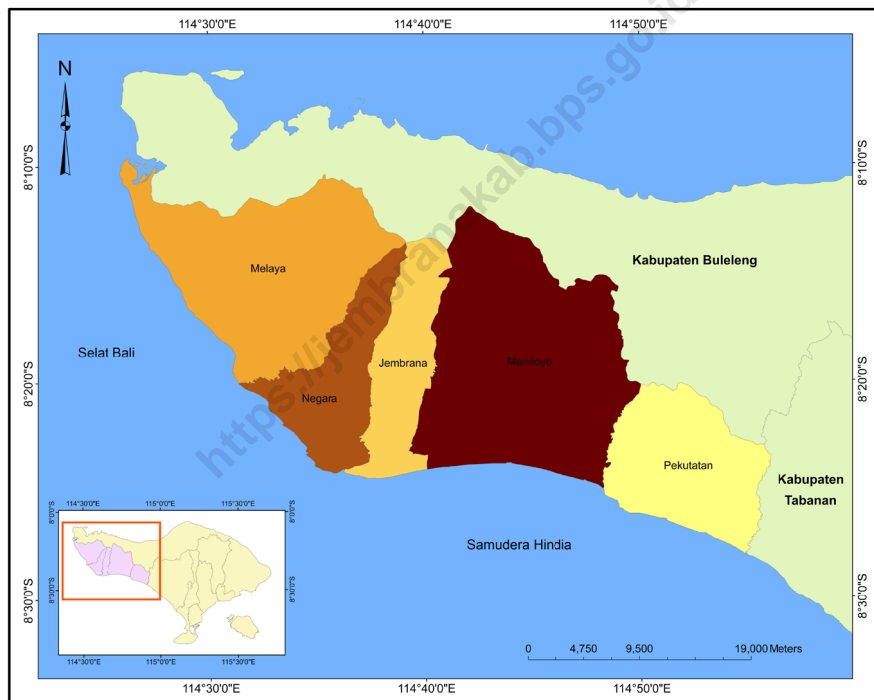 114°30'0"E 114°40'0"E 114°50'0"E
N
8°10'0"S 8°10'0"S
https://jembranakab.bps.go.id
Kabupaten Buleleng
Melaya
Selat Bali
Jembrana
Mendoyo
8°20'0"S 8°20'0"S
Negara
Pekutatan
Kabupaten
Tabanan
114°30'0"E 115°0'0"E 115°30'0"E
8°0'0"S 8°0'0"S
Samudera Hindia
8°30'0"S 8°30'0"S
8°30'0"S 8°30'0"S
0 4,750 9,500 19,000 Meters
114°30'0"E 115°0'0"E 115°30'0"E
114°30'0"E 114°40'0"E 114°50'0"E